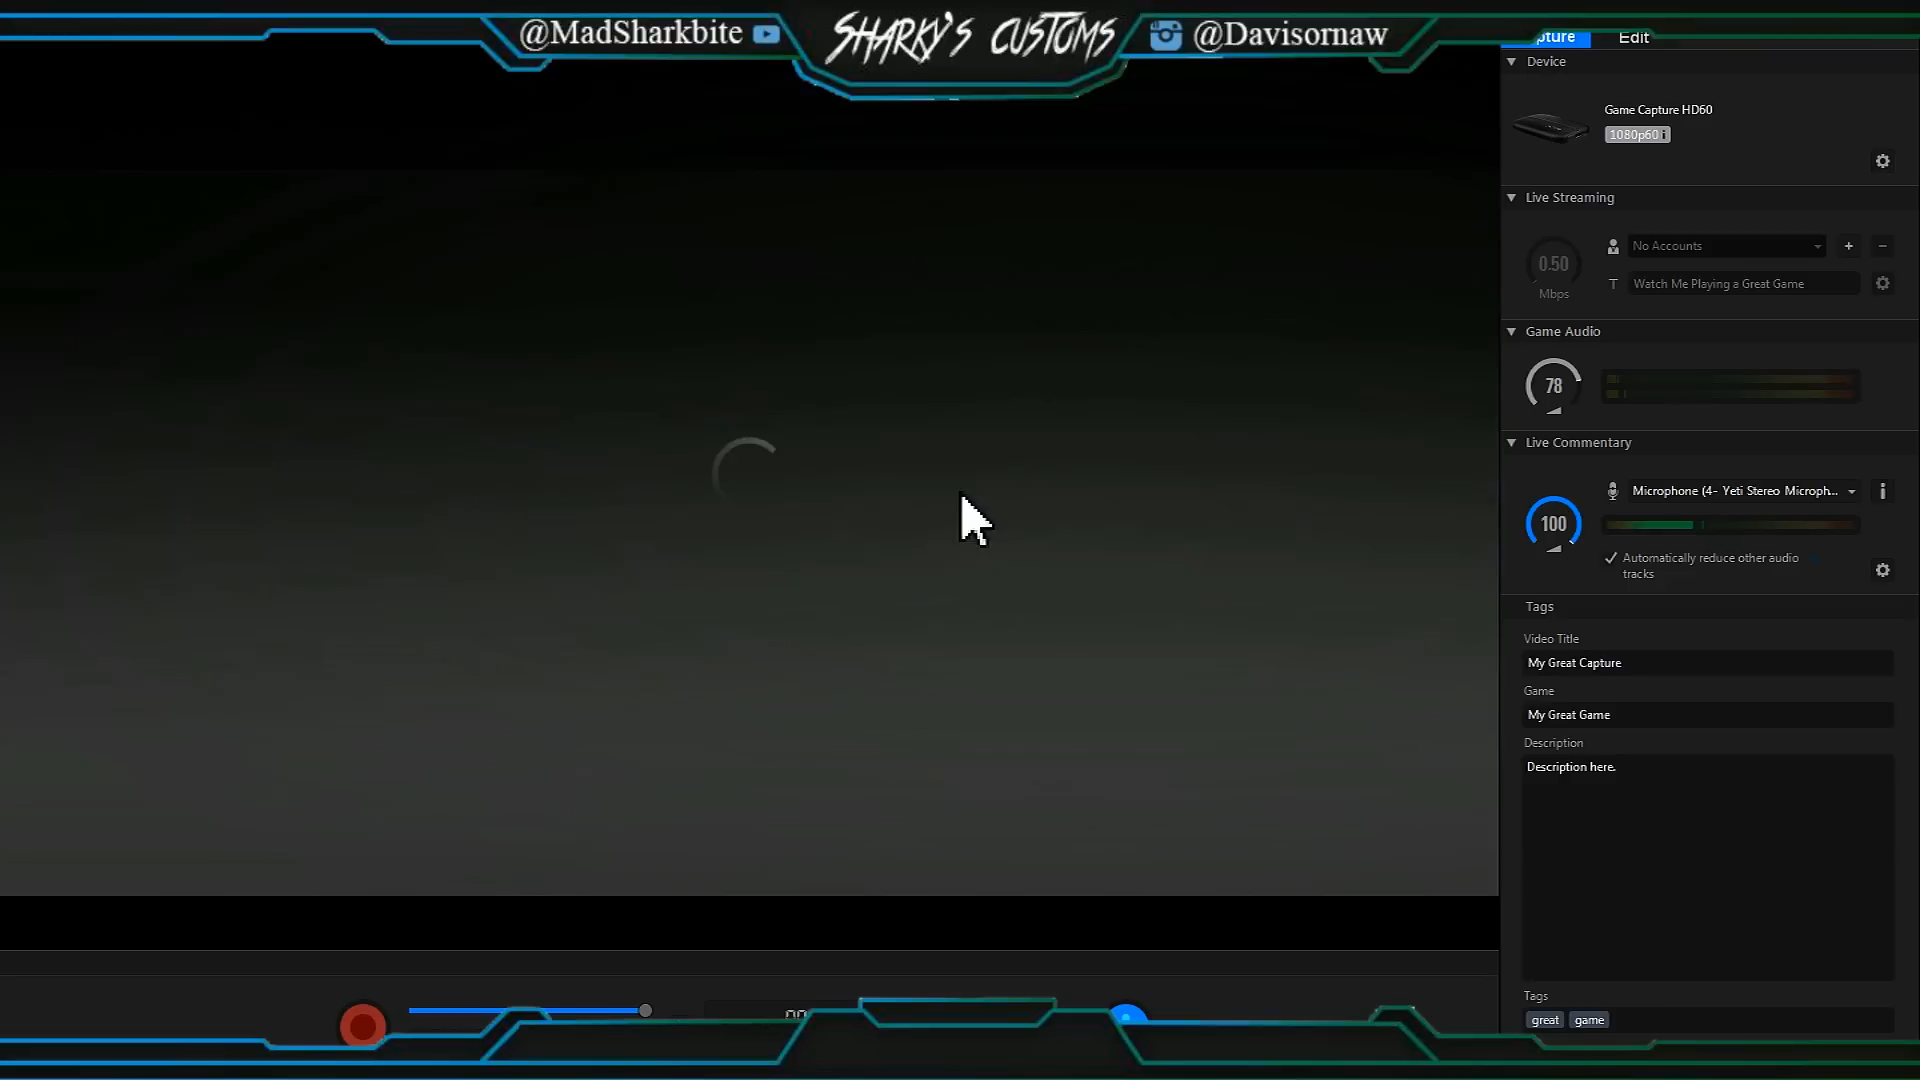 @MadSharkbite
SHARKY'S CUSTOMS
@Davisornaw
pture
Edit
Device
Game Capture HD60
1080p60 i
Live Streaming
No Accounts
+
−
0.50
Mbps
T
Watch Me Playing a Great Game
Game Audio
78
Live Commentary
Microphone (4- Yeti Stereo Microph...
i
100
Automatically reduce other audio
tracks
Tags
Video Title
My Great Capture
Game
My Great Game
Description
Description here.
Tags
great game